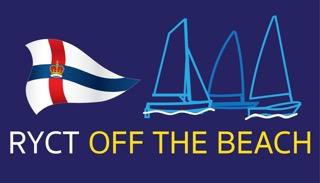 RYCT OFF THE BEACH